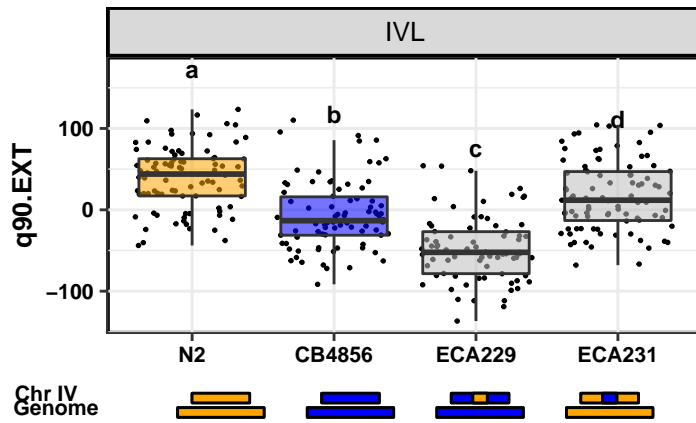 IVL
a
b
c
d
q90.EXT
100
0
−100
N2 CB4856 ECA229 ECA231
Chr IV
Genome